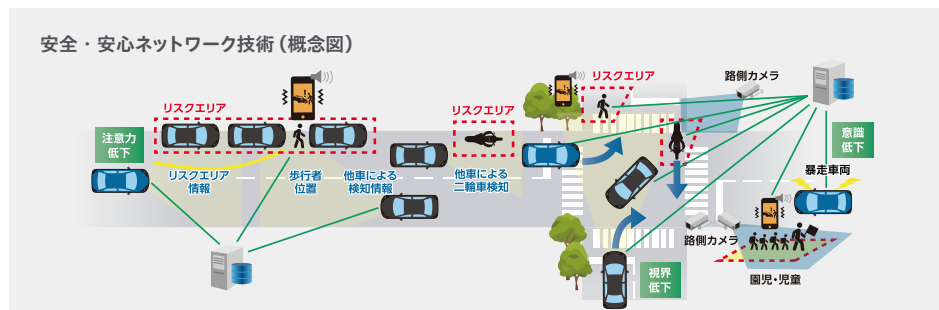 安全・安心ネットワーク技術（概念図）
リスクエリア
路側カメラ
リスクエリア
リスクエリア
注意力
低下
意識
低下
暴走車両
リスクエリア
情報
歩行者
位置
他車による
検知情報
他車による
二輪車検知
路側カメラ
視界
低下
園児・児童